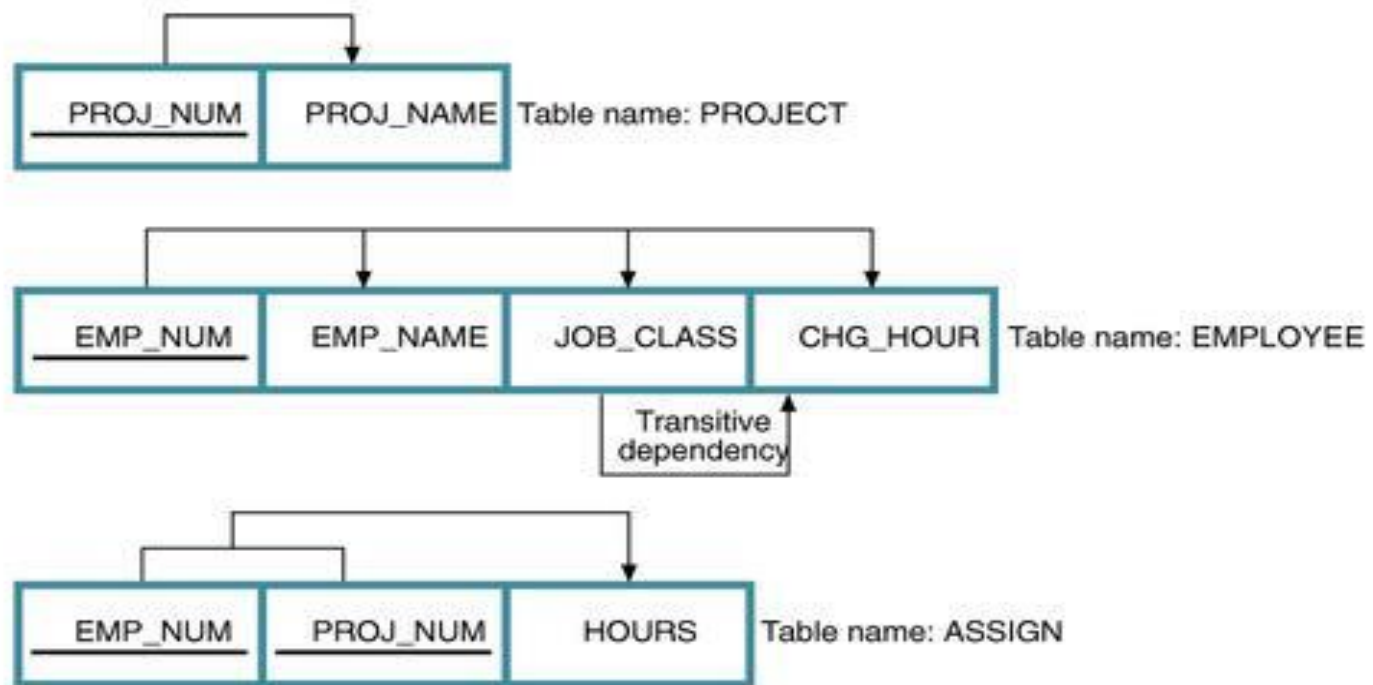 PROJ_NUM PROJ_NAME Table name: PROJECT
EMP_NUM EMP_NAME JOB_CLASS CHG_HOUR Table name: EMPLOYEE
Transitive
dependency
EMP_NUM PROJ_NUM HOURS Table name: ASSIGN